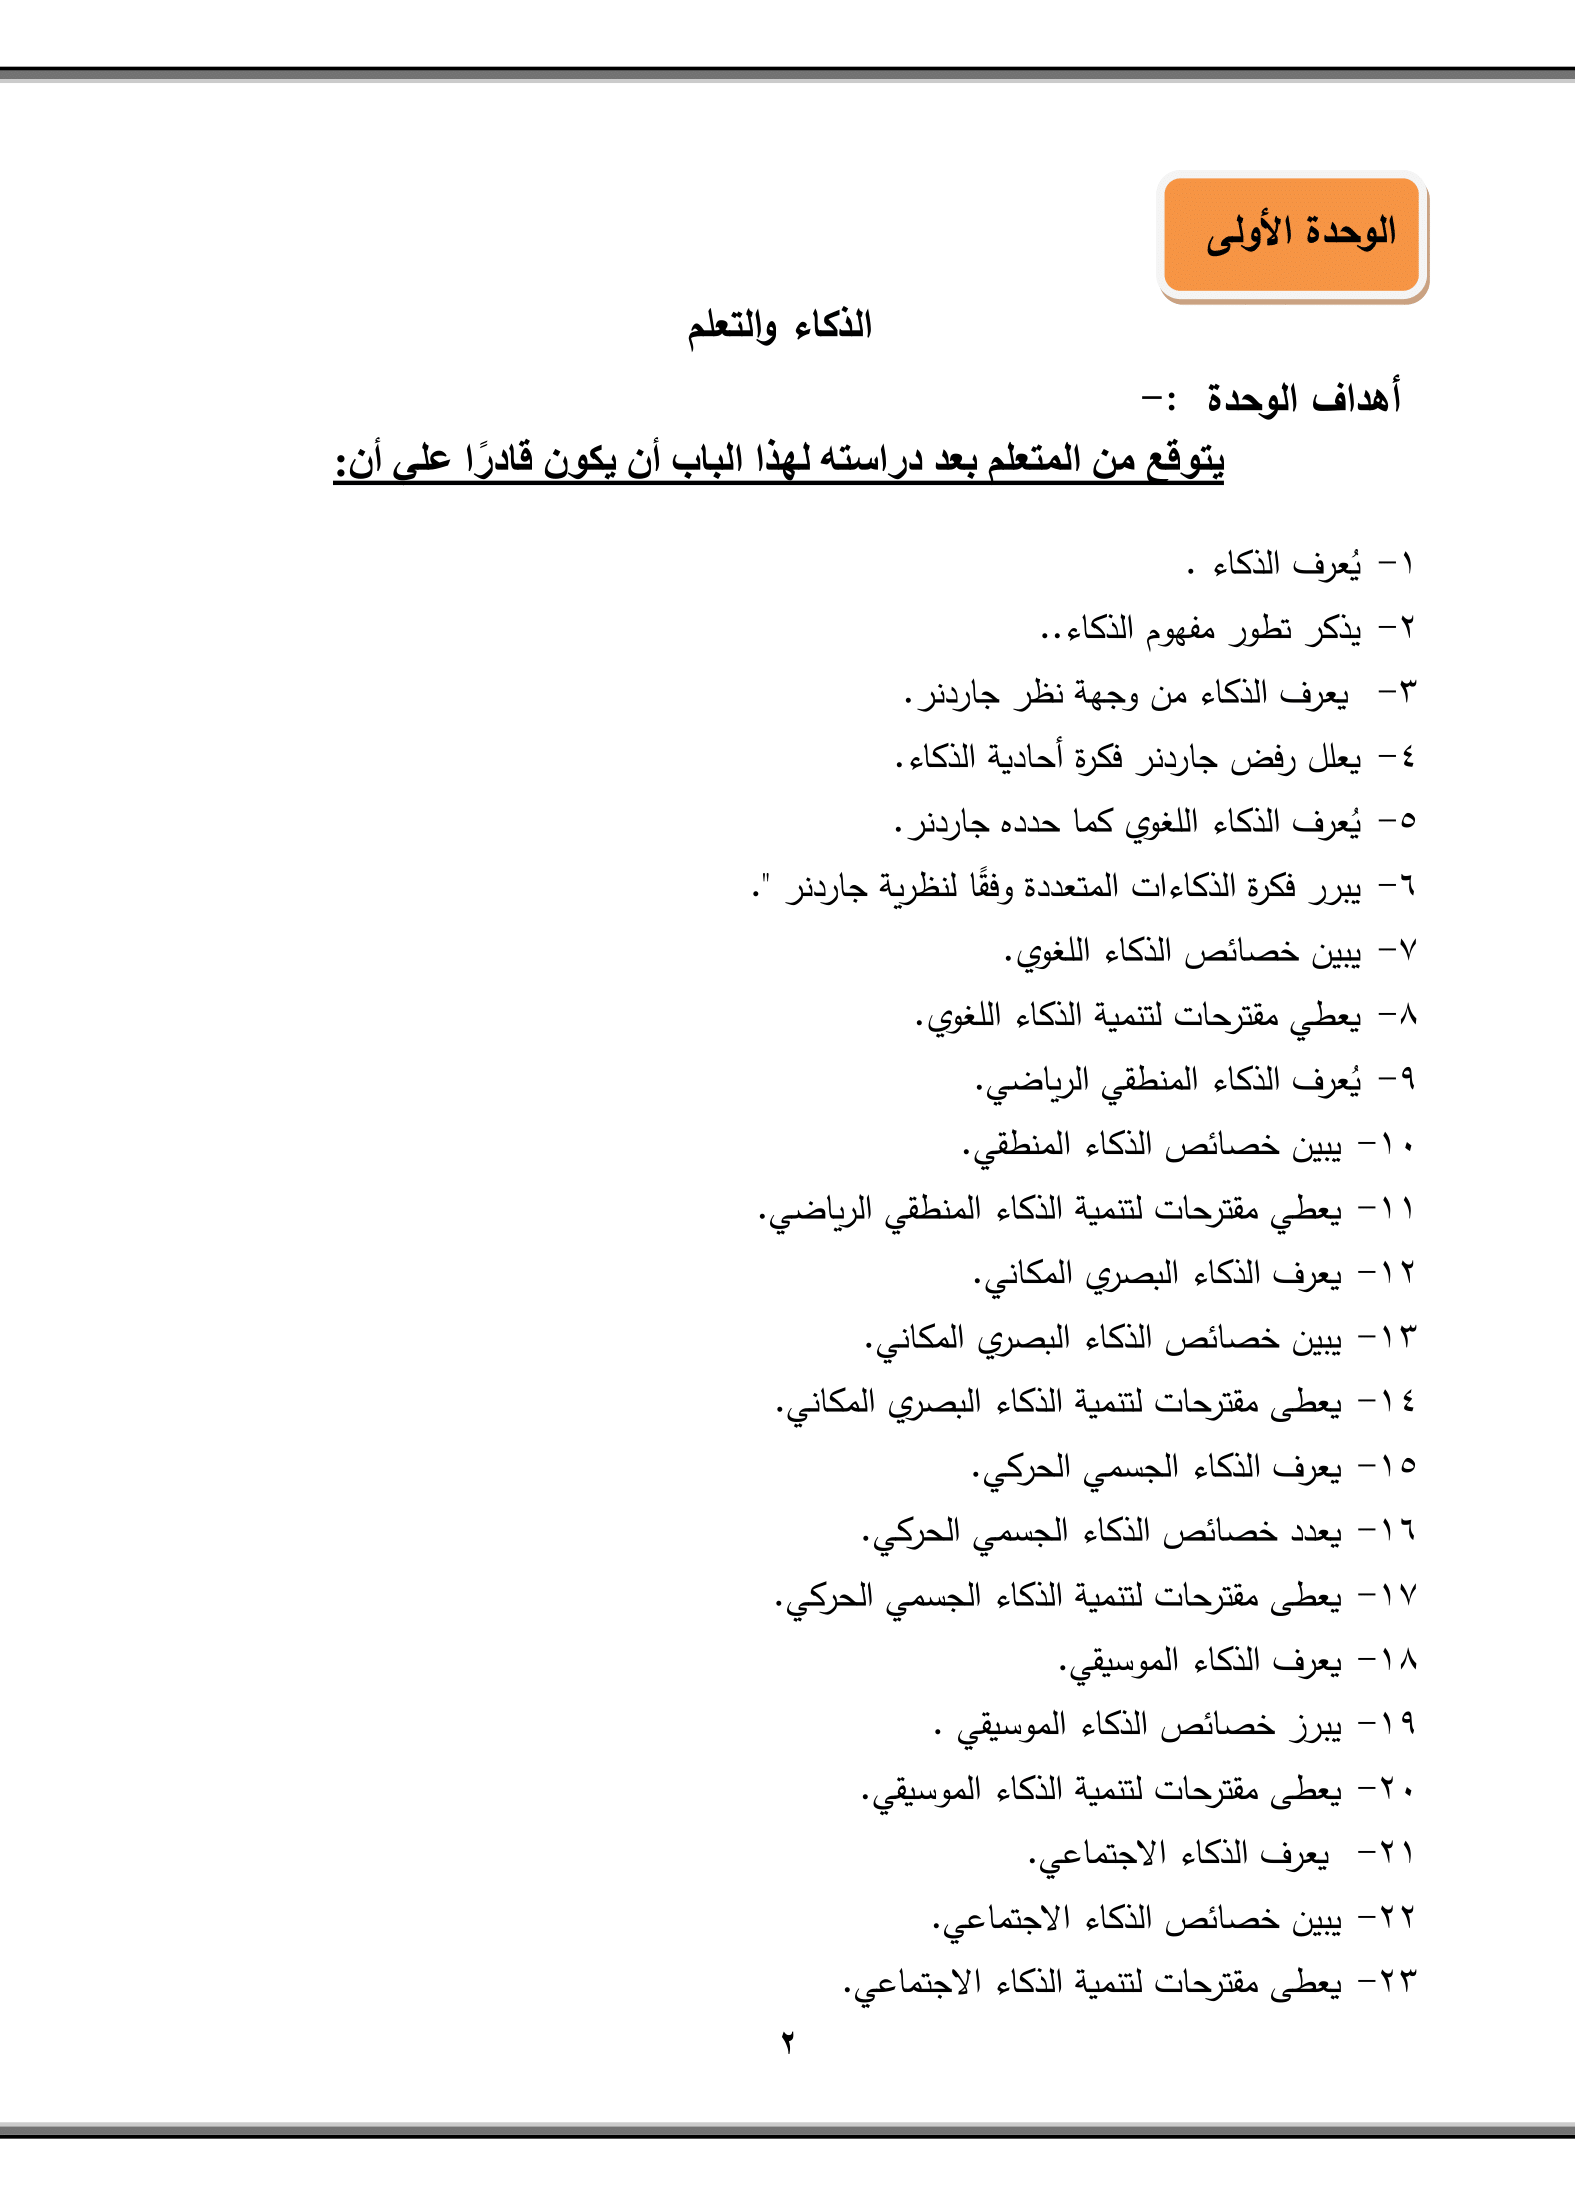 الوحدة الأولى
الذكاء والتعلم
أهداف الوحدة :-
يتوقع من المتعلم بعد دراسته لهذا الباب أن يكون قادرًا على أن:
١- يُعرف الذكاء .
٢- يذكر تطور مفهوم الذكاء..
٣- يعرف الذكاء من وجهة نظر جاردنر.
٤- يعلل رفض جاردنر فكرة أحادية الذكاء.
٥- يُعرف الذكاء اللغوي كما حدده جاردنر.
٦- يبرر فكرة الذكاءات المتعددة وفقًا لنظرية جاردنر ".
٧- يبين خصائص الذكاء اللغوي.
٨- يعطي مقترحات لتنمية الذكاء اللغوي.
٩- يُعرف الذكاء المنطقي الرياضي.
١٠- يبين خصائص الذكاء المنطقي.
١١- يعطي مقترحات لتنمية الذكاء المنطقي الرياضي.
١٢- يعرف الذكاء البصري المكاني.
١٣- يبين خصائص الذكاء البصري المكاني.
١٤- يعطى مقترحات لتنمية الذكاء البصري المكاني.
١٥- يعرف الذكاء الجسمي الحركي.
١٦- يعدد خصائص الذكاء الجسمي الحركي.
١٧- يعطى مقترحات لتنمية الذكاء الجسمي الحركي.
١٨- يعرف الذكاء الموسيقي.
١٩- يبرز خصائص الذكاء الموسيقي .
٢٠- يعطى مقترحات لتنمية الذكاء الموسيقي.
٢١- يعرف الذكاء الاجتماعي.
٢٢- يبين خصائص الذكاء الاجتماعي.
٢٣- يعطى مقترحات لتنمية الذكاء الاجتماعي.
٢